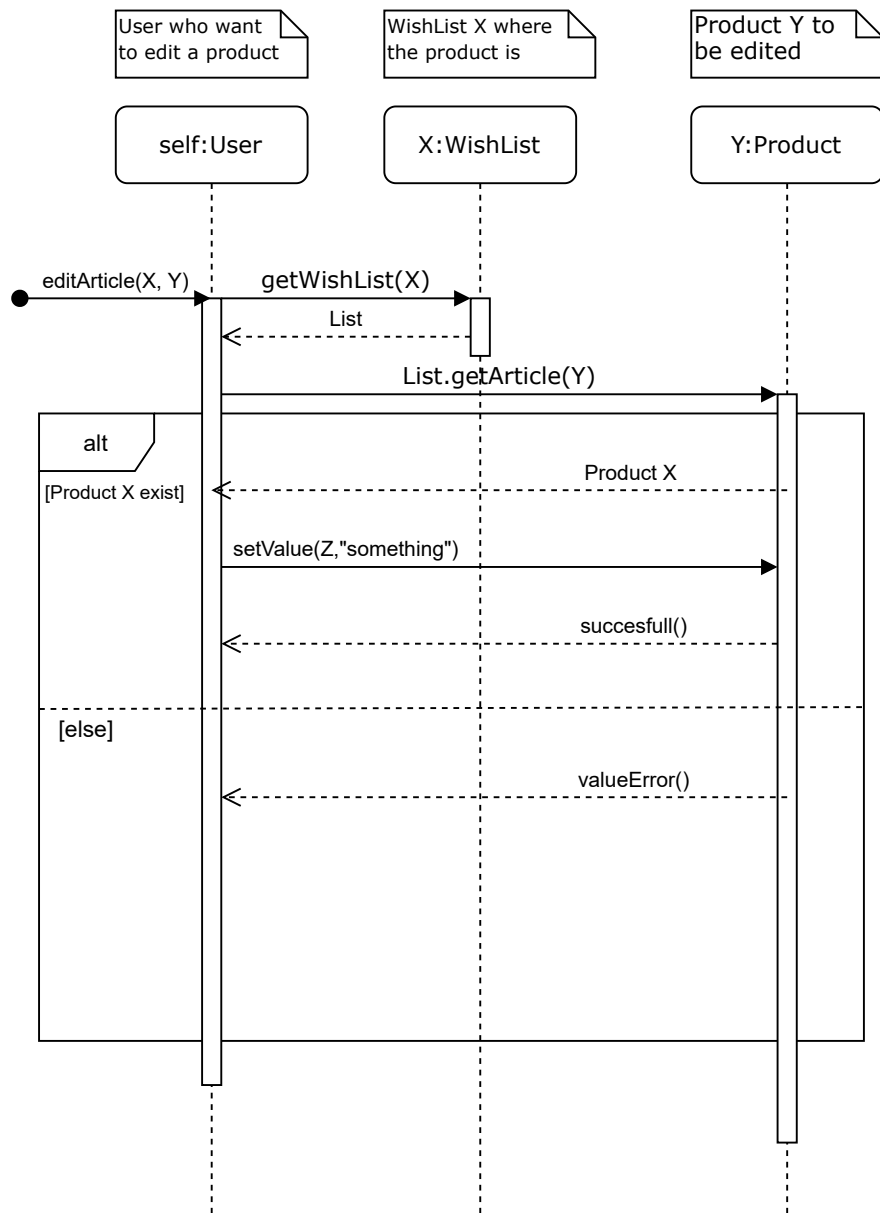 User who want
to edit a product
WishList X where
the product is
Product Y to
be edited
self:User
X:WishList
Y:Product
editArticle(X, Y)
getWishList(X)
List
List.getArticle(Y)
alt
Product X
[Product X exist]
setValue(Z,"something")
succesfull()
[else]
valueError()